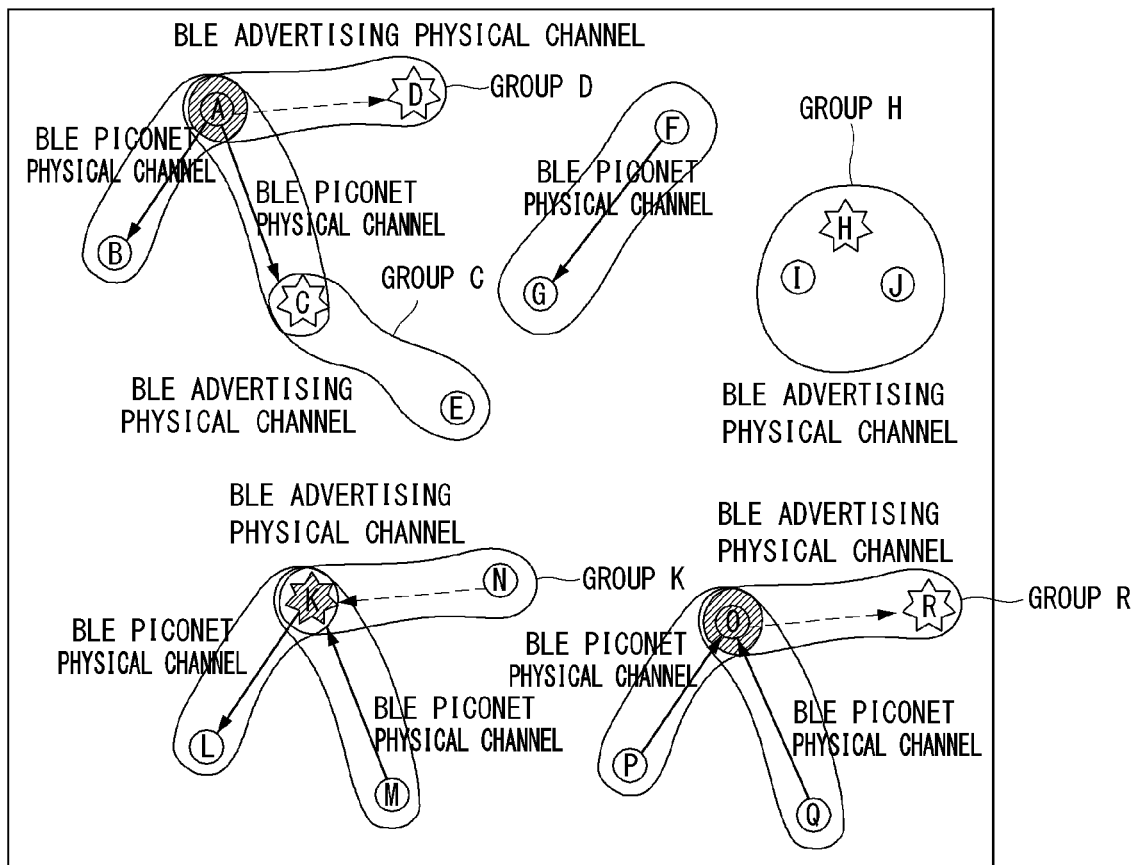 BLE ADVERTISING PHYSICAL CHANNEL
A
D
GROUP D
BLE PICONET
PHYSICAL CHANNEL
BLE PICONET
PHYSICAL CHANNEL
B
C
GROUP C
E
BLE ADVERTISING
PHYSICAL CHANNEL
F
BLE PICONET
PHYSICAL CHANNEL
G
GROUP H
H
I
J
BLE ADVERTISING
PHYSICAL CHANNEL
BLE ADVERTISING
PHYSICAL CHANNEL
K
N
GROUP K
BLE PICONET
PHYSICAL CHANNEL
BLE PICONET
PHYSICAL CHANNEL
L
M
BLE ADVERTISING
PHYSICAL CHANNEL
O
R
GROUP R
BLE PICONET
PHYSICAL CHANNEL
BLE PICONET
PHYSICAL CHANNEL
P
Q